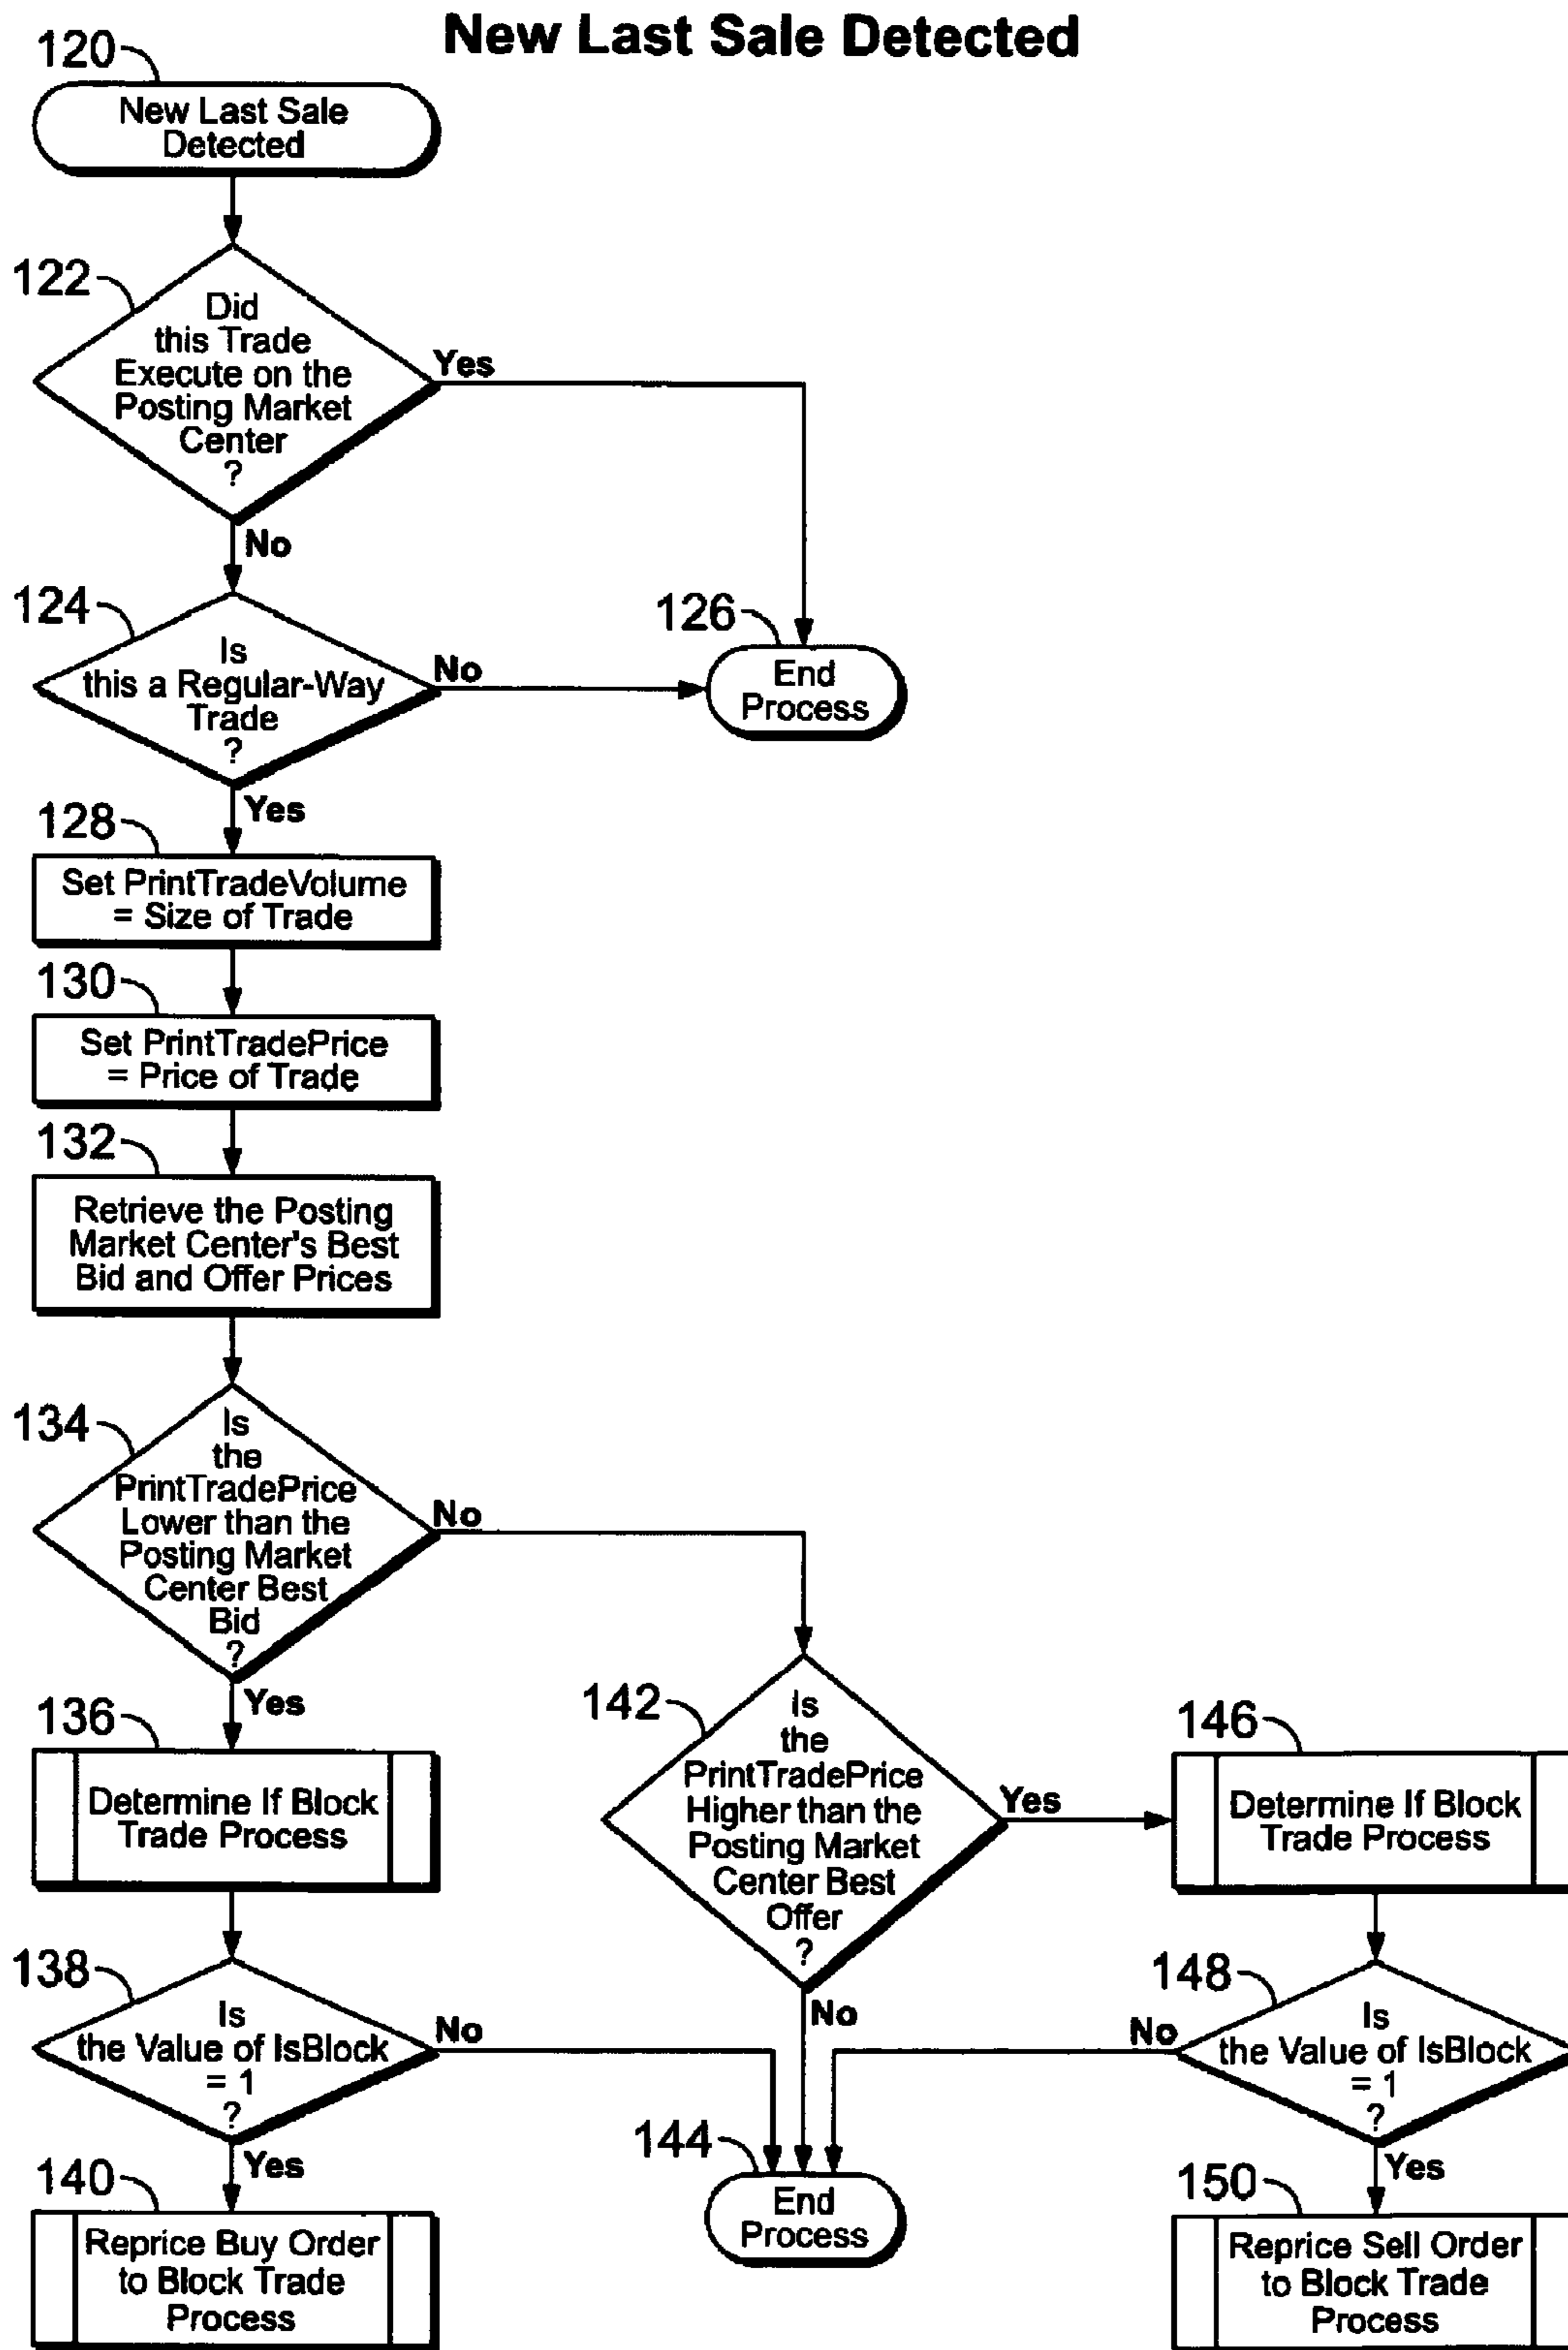 New Last Sale Detected
120
New Last Sale
Detected
122
Did
this Trade
Execute on the
Posting Market
Center
?
Yes
No
124
Is
this a Regular-Way
Trade
?
No
126
End
Process
Yes
128
Set PrintTradeVolume
= Size of Trade
130
Set PrintTradePrice
= Price of Trade
132
Retrieve the Posting
Market Center's Best
Bid and Offer Prices
134
Is
the
PrintTradePrice
Lower than the
Posting Market
Center Best
Bid
?
No
Yes
136
Determine If Block
Trade Process
142
Is
the
PrintTradePrice
Higher than the
Posting Market
Center Best
Offer
?
Yes
No
146
Determine If Block
Trade Process
138
Is
the Value of IsBlock
= 1
?
No
Yes
148
Is
the Value of IsBlock
= 1
?
No
Yes
140
Reprice Buy Order
to Block Trade
Process
144
End
Process
150
Reprice Sell Order
to Block Trade
Process